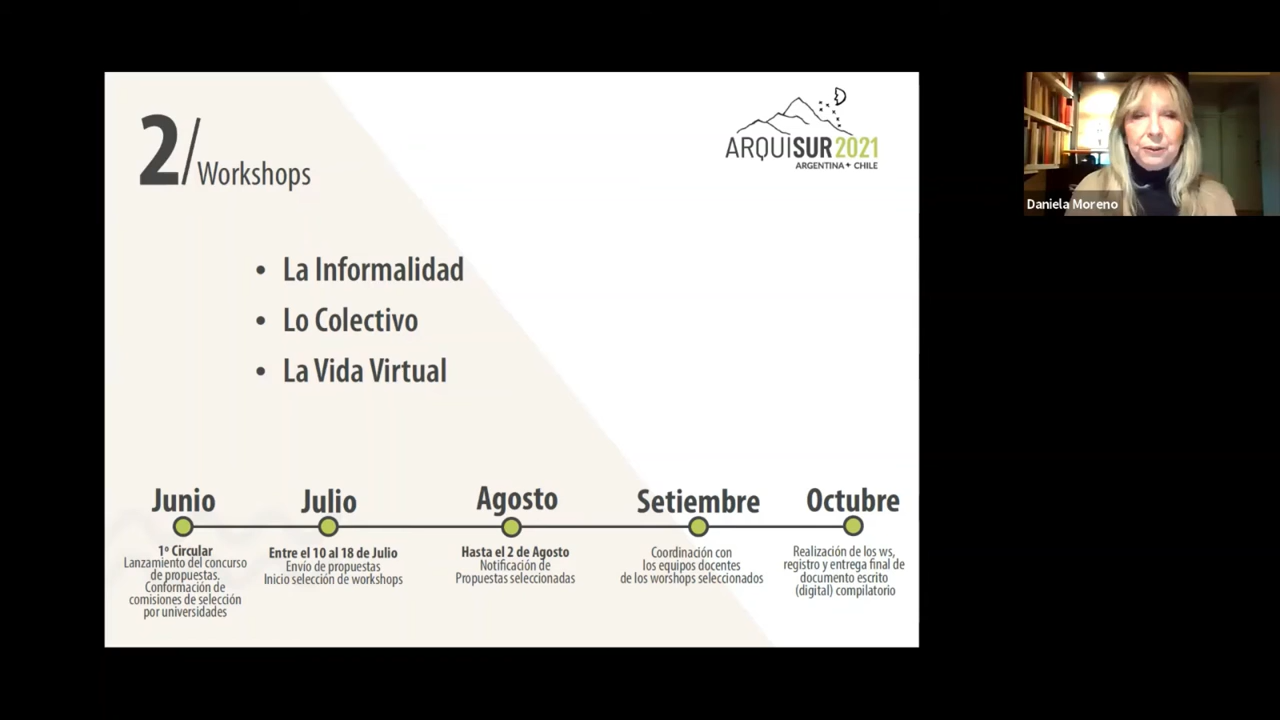 2/Workshops
ARQUISUR 2021
ARGENTINA + CHILE
• La Informalidad
• Lo Colectivo
• La Vida Virtual
Junio
1º Circular
Lanzamiento del concurso
de propuestas.
Conformación de
comisiones de selección
por universidades
Julio
Entre el 10 al 18 de Julio
Envío de propuestas
Inicio selección de workshops
Agosto
Hasta el 2 de Agosto
Notificación de
Propuestas seleccionadas
Setiembre
Coordinación con
los equipos docentes
de los worshops seleccionados
Octubre
Realización de los ws,
registro y entrega final de
documento escrito
(digital) compilatorio
Daniela Moreno